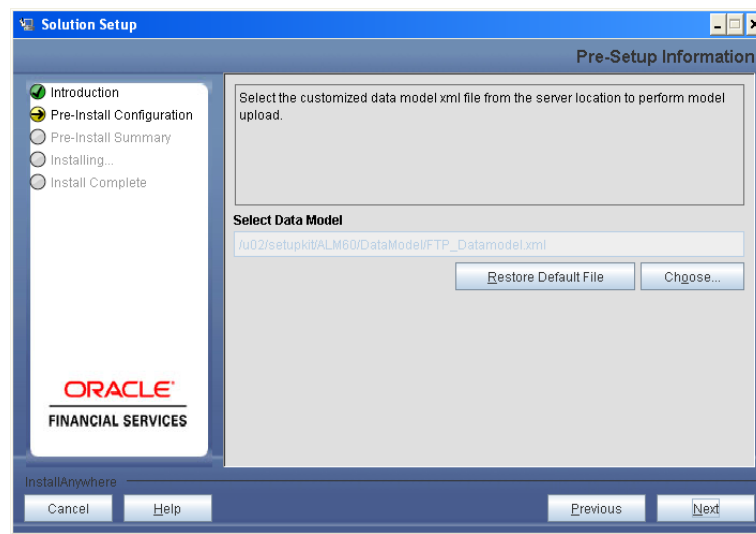 Solution Setup
Pre-Setup Information
Introduction
Pre-Install Configuration
Pre-Install Summary
Installing...
Install Complete
ORACLE
FINANCIAL SERVICES
Select the customized data model xml file from the server location to perform model
upload.
Select Data Model
/u02/setupkit/ALM60/DataModel/FTP_Datamodel.xml
Restore Default File
Choose...
InstallAnywhere
Cancel
Help
Previous
Next